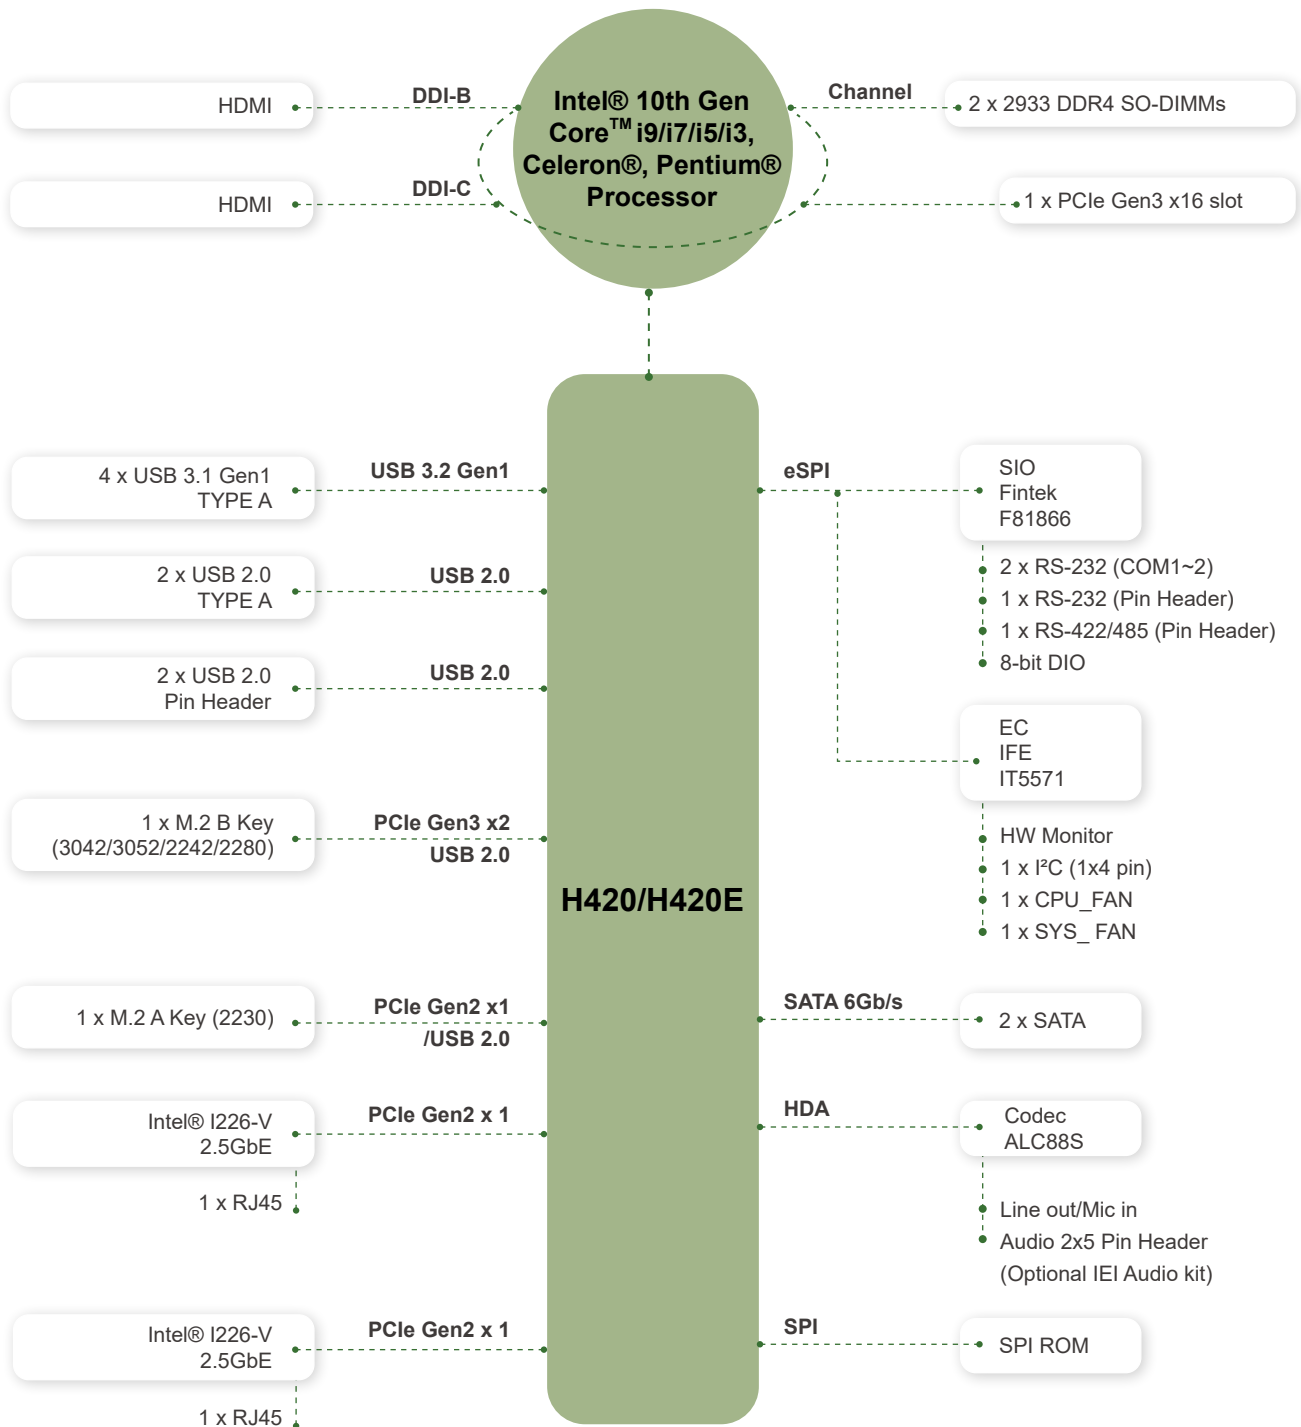 HDMI
DDI-B
Intel® 10th Gen
Core™ i9/i7/i5/i3,
Celeron®, Pentium®
Processor
Channel
2 x 2933 DDR4 SO-DIMMs
HDMI
DDI-C
1 x PCIe Gen3 x16 slot
4 x USB 3.1 Gen1
TYPE A
USB 3.2 Gen1
2 x USB 2.0
TYPE A
USB 2.0
2 x USB 2.0
Pin Header
USB 2.0
1 x M.2 B Key
(3042/3052/2242/2280)
PCIe Gen3 x2
USB 2.0
1 x M.2 A Key (2230)
PCIe Gen2 x1
/USB 2.0
Intel® I226-V
2.5GbE
PCIe Gen2 x 1
1 x RJ45
Intel® I226-V
2.5GbE
PCIe Gen2 x 1
1 x RJ45
H420/H420E
eSPI
SIO
Fintek
F81866
2 x RS-232 (COM1~2)
1 x RS-232 (Pin Header)
1 x RS-422/485 (Pin Header)
8-bit DIO
EC
IFE
IT5571
HW Monitor
1 x I²C (1x4 pin)
1 x CPU_FAN
1 x SYS_ FAN
SATA 6Gb/s
2 x SATA
HDA
Codec
ALC88S
Line out/Mic in
Audio 2x5 Pin Header
(Optional IEI Audio kit)
SPI
SPI ROM